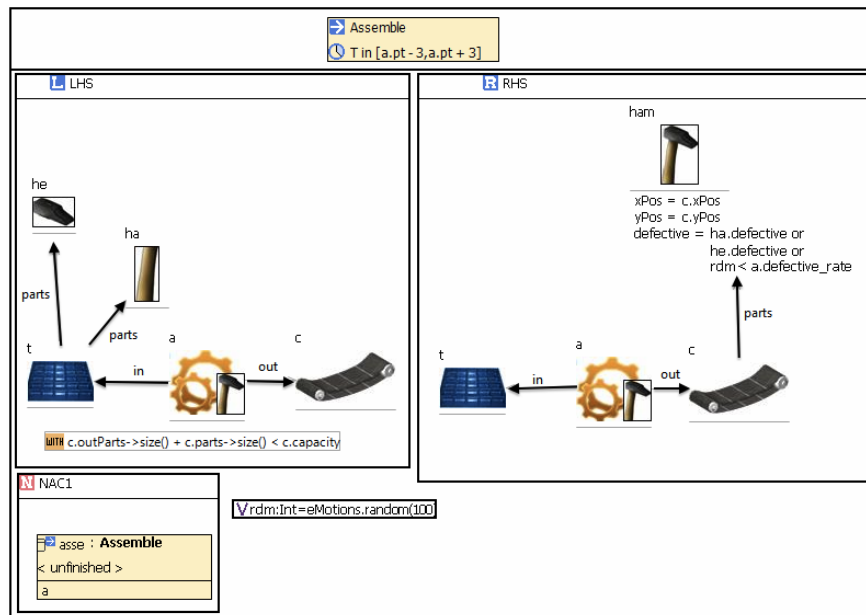 Assemble
T in [a.pt - 3,a.pt + 3]
L LHS
he
ha
parts
parts
t
a
c
in
out
WITH c.outParts->size() + c.parts->size() < c.capacity
R RHS
ham
xPos = c.xPos
yPos = c.yPos
defective = ha.defective or
he.defective or
rdm < a.defective_rate
parts
t
a
c
in
out
N NAC1
asse : Assemble
< unfinished >
a
V rdm:Int=eMotions.random(100)